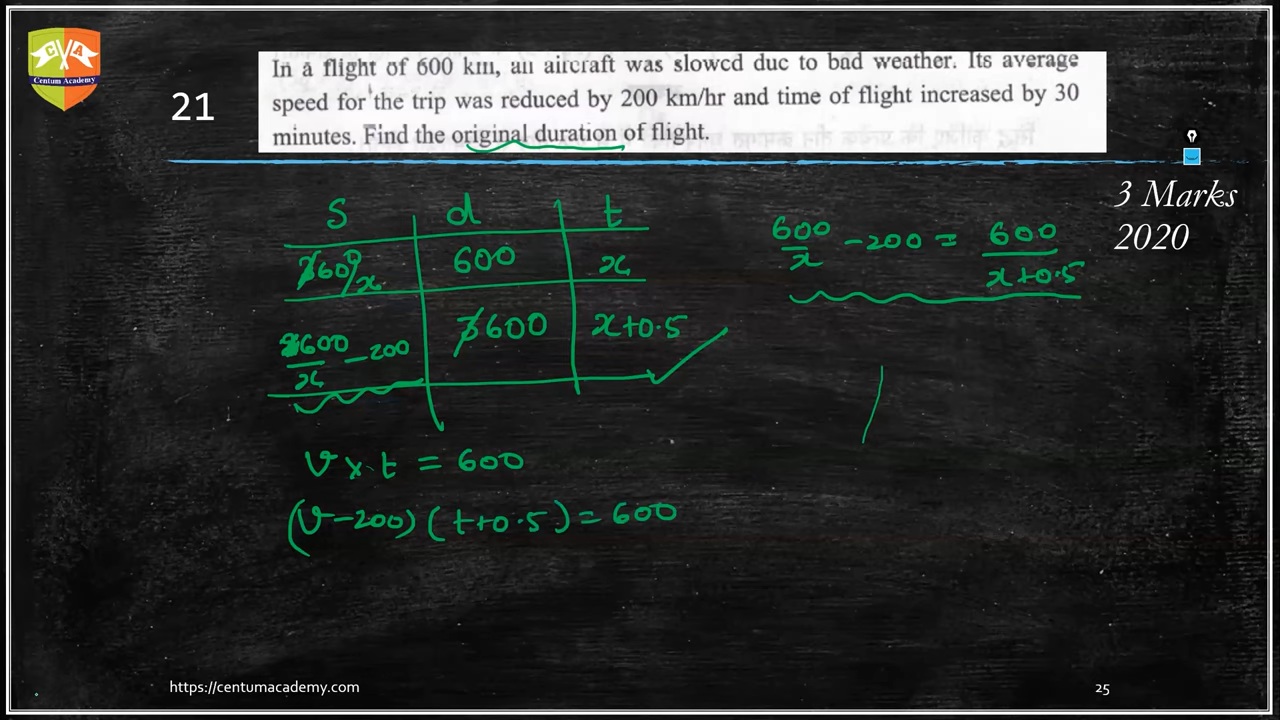 C A
Centum Academy
21
In a flight of 600 km, an aircraft was slowed due to bad weather. Its average
speed for the trip was reduced by 200 km/hr and time of flight increased by 30
minutes. Find the original duration of flight.
3 Marks
2020
S d t
600/x 600 x
600/x - 200 600 x+0.5
600/x - 200 = 600/x+0.5
v x t = 600
(v - 200) (t+0.5) = 600
https://centumacademy.com
25